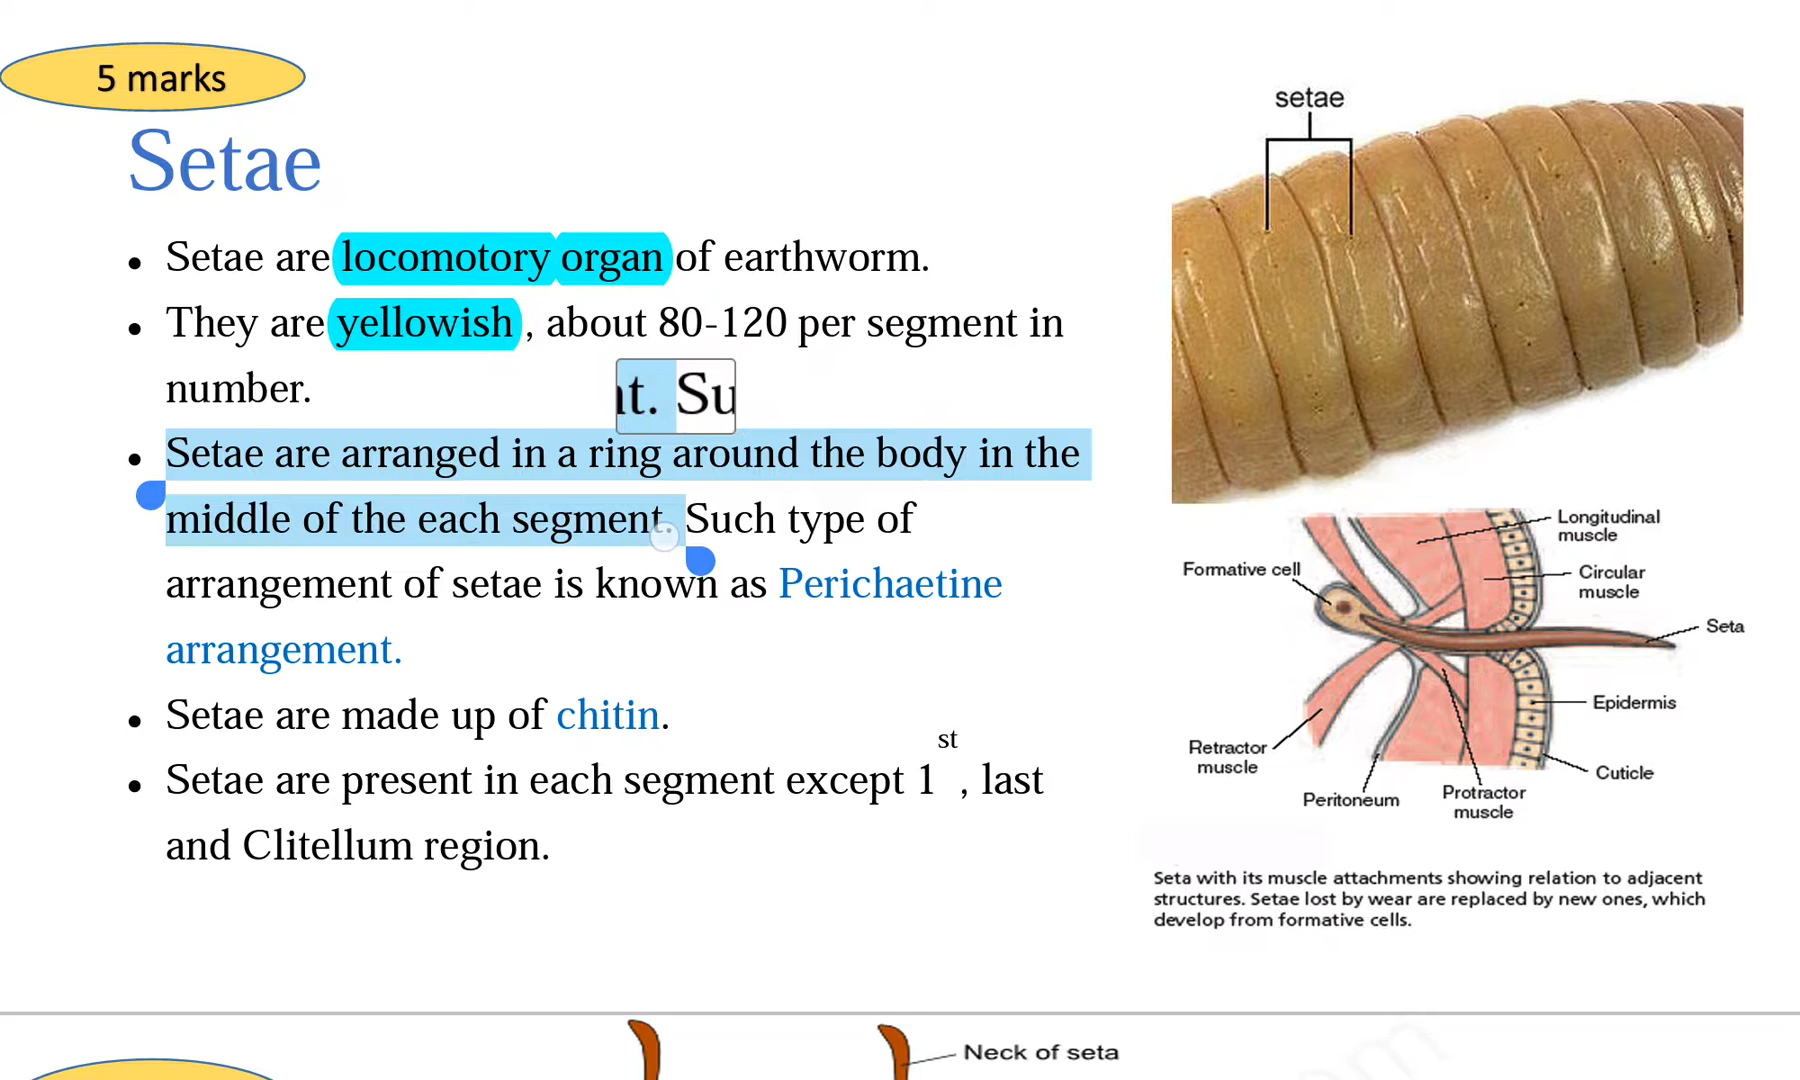 5 marks
Setae
• Setae are locomotory organ of earthworm.
• They are yellowish , about 80-120 per segment in
number.
nt. Su
• Setae are arranged in a ring around the body in the
middle of the each segment. Such type of
arrangement of setae is known as Perichaetine
arrangement.
• Setae are made up of chitin.
• Setae are present in each segment except 1st, last
and Clitellum region.
setae
Longitudinal
muscle
Formative cell
Circular
muscle
Seta
Epidermis
Retractor
muscle
Cuticle
Peritoneum
Protractor
muscle
Seta with its muscle attachments showing relation to adjacent
structures. Setae lost by wear are replaced by new ones, which
develop from formative cells.
Neck of seta